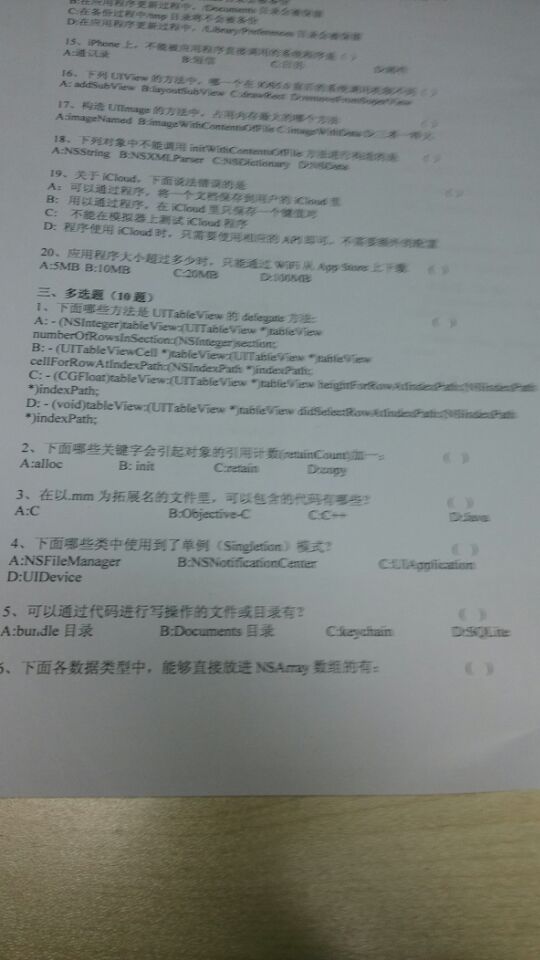 B:在应用程序更新过程中，/Documents 目录会被保留
C:在备份过程中/tmp 目录将不会被备份
D:在应用程序更新过程中，/Library/Preferences 目录会被保留
15、iPhone 上，不能被应用程序直接调用的系统程序是（ ）
A:通讯录 B:短信 C:日历 D:邮件
16、下列 UIView 的方法中，哪一个在
A: addSubView B:layoutSubView C:drawRect D:removeFromSuperView
17、构造 UIImage 的方法中，占用内存最大的哪个方法 （ ）
A:imageNamed B:imageWithContentsOfFile C:imageWithData D:三者一样大
18、下列对象中不能调用 initWithContentsOfFile 方法进行构造的是: （ ）
A:NSString B:NSXMLParser C:NSDictionary D:NSData
19、关于 iCloud，下面说法错误的是 （ ）
A: 可以通过程序，将一个文档保存到用户的 iCloud 里
B: 用以通过程序，在 iCloud 里只保存一个键值对
C: 不能在模拟器上测试 iCloud 程序
D: 程序使用 iCloud 时，只需要使用相应的 API 即可，不需要额外的配置
20、应用程序大小超过多少时，只能通过 WiFi 从 App Store 上下载 （ ）
A:5MB B:10MB C:20MB D:100MB
三、多选题（10 题）
1、下面哪些方法是 UITableView 的 delegate 方法: （ ）
A: - (NSInteger)tableView:(UITableView *)tableView
numberOfRowsInSection:(NSInteger)section;
B: - (UITableViewCell *)tableView:(UITableView *)tableView
cellForRowAtIndexPath:(NSIndexPath *)indexPath;
C: - (CGFloat)tableView:(UITableView *)tableView heightForRowAtIndexPath:(NSIndexPath
*)indexPath;
D: - (void)tableView:(UITableView *)tableView didSelectRowAtIndexPath:(NSIndexPath
*)indexPath;
2、下面哪些关键字会引起对象的引用计数(retainCount)加一: （ ）
A:alloc B: init C:retain D:copy
3、在以.mm 为拓展名的文件里，可以包含的代码有哪些? （ ）
A:C B:Objective-C C:C++ D:Java
4、下面哪些类中使用到了单例（Singletion）模式? （ ）
A:NSFileManager B:NSNotificationCenter C:UIApplication
D:UIDevice
5、可以通过代码进行写操作的文件或目录有? （ ）
A:bundle 目录 B:Documents 目录 C:keychain D:SQLite
6、下面各数据类型中，能够直接放进 NSArray 数组的有: （ ）